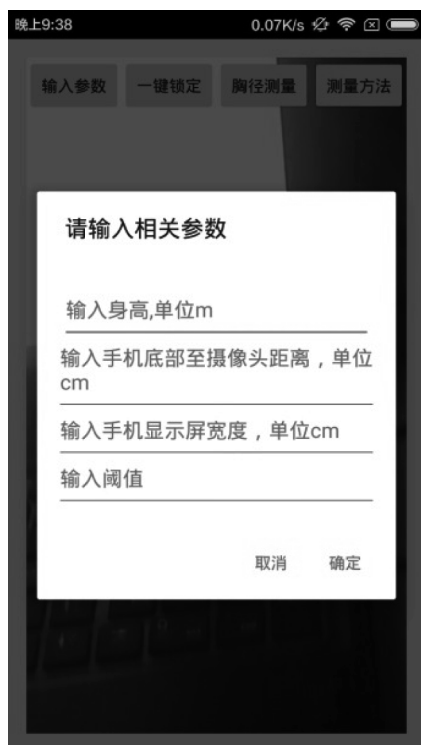 晚上9:38 0.07K/s
输入参数 一键锁定 胸径测量 测量方法
请输入相关参数
输入身高,单位m
输入手机底部至摄像头距离，单位
cm
输入手机显示屏宽度，单位cm
输入阈值
取消 确定